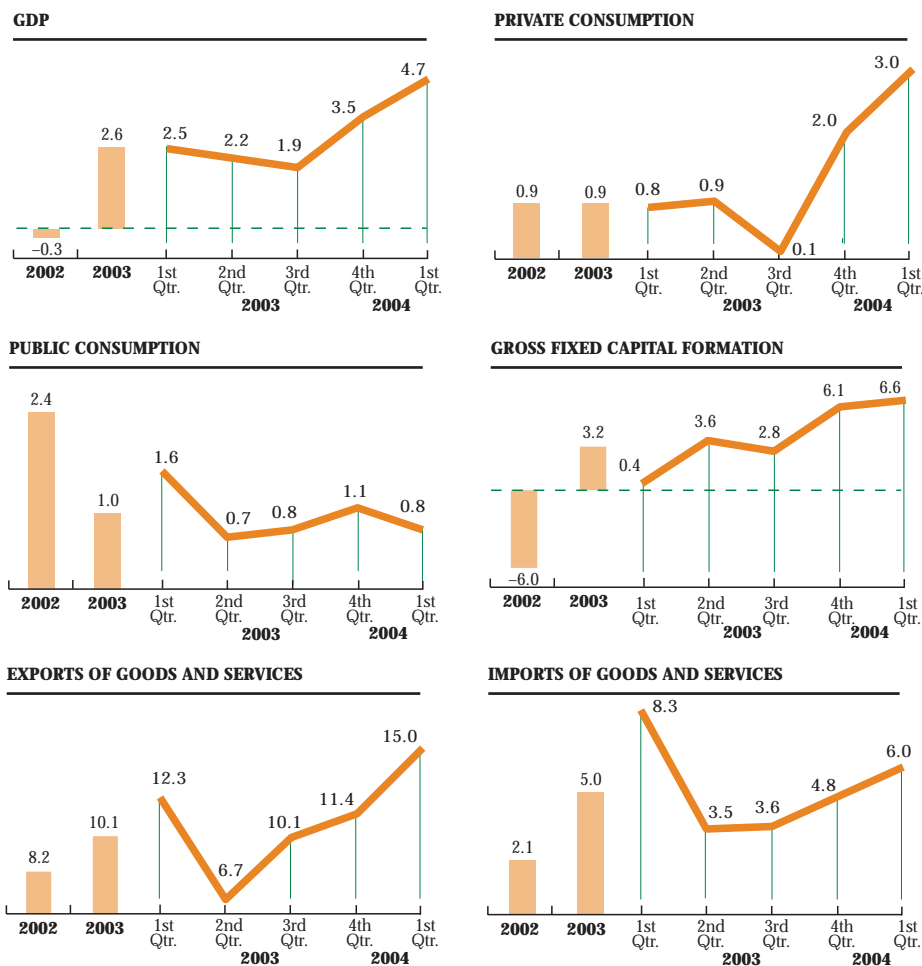 GDP
4.7
3.5
2.6
2.5
2.2
1.9
−0.3
2002 2003 1st Qtr. 2nd Qtr. 3rd Qtr. 4th Qtr. 1st Qtr.
2003 2004
PRIVATE CONSUMPTION
3.0
2.0
0.9 0.9 0.8 0.9
0.1
2002 2003 1st Qtr. 2nd Qtr. 3rd Qtr. 4th Qtr. 1st Qtr.
2003 2004
PUBLIC CONSUMPTION
2.4
1.6
1.0 0.7 0.8 1.1 0.8
2002 2003 1st Qtr. 2nd Qtr. 3rd Qtr. 4th Qtr. 1st Qtr.
2003 2004
GROSS FIXED CAPITAL FORMATION
6.1 6.6
3.2 0.4 3.6 2.8
−6.0
2002 2003 1st Qtr. 2nd Qtr. 3rd Qtr. 4th Qtr. 1st Qtr.
2003 2004
EXPORTS OF GOODS AND SERVICES
15.0
12.3
8.2 10.1 6.7 10.1 11.4
2002 2003 1st Qtr. 2nd Qtr. 3rd Qtr. 4th Qtr. 1st Qtr.
2003 2004
IMPORTS OF GOODS AND SERVICES
8.3
2.1 5.0 3.5 3.6 4.8 6.0
2002 2003 1st Qtr. 2nd Qtr. 3rd Qtr. 4th Qtr. 1st Qtr.
2003 2004